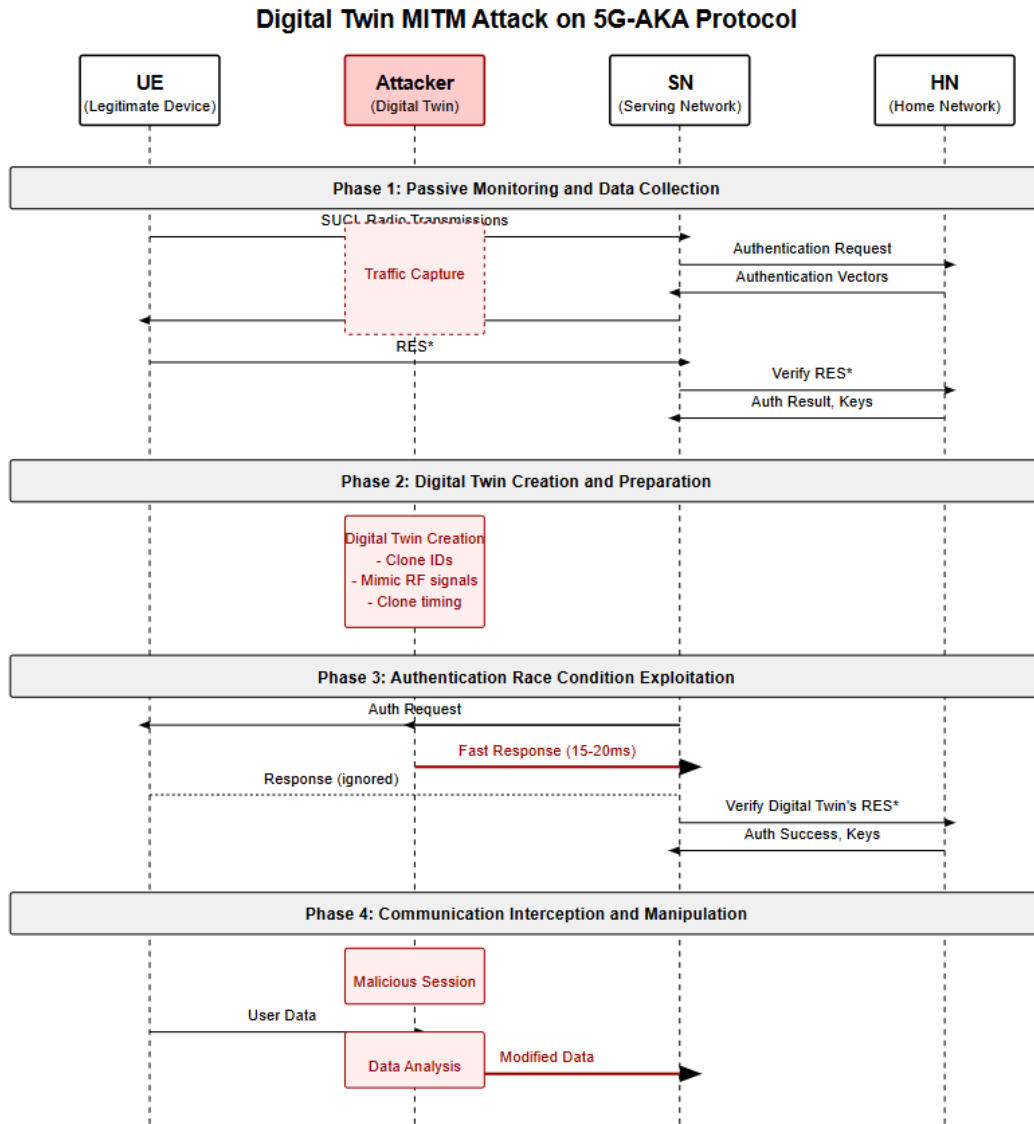 Digital Twin MITM Attack on 5G-AKA Protocol
UE
(Legitimate Device)
Attacker
(Digital Twin)
SN
(Serving Network)
HN
(Home Network)
Phase 1: Passive Monitoring and Data Collection
SUCI Radio Transmissions
Authentication Request
Traffic Capture
Authentication Vectors
RES*
Verify RES*
Auth Result, Keys
Phase 2: Digital Twin Creation and Preparation
Digital Twin Creation
- Clone IDs
- Mimic RF signals
- Clone timing
Phase 3: Authentication Race Condition Exploitation
Auth Request
Fast Response (15-20ms)
Response (ignored)
Verify Digital Twin's RES*
Auth Success, Keys
Phase 4: Communication Interception and Manipulation
Malicious Session
User Data
Data Analysis
Modified Data